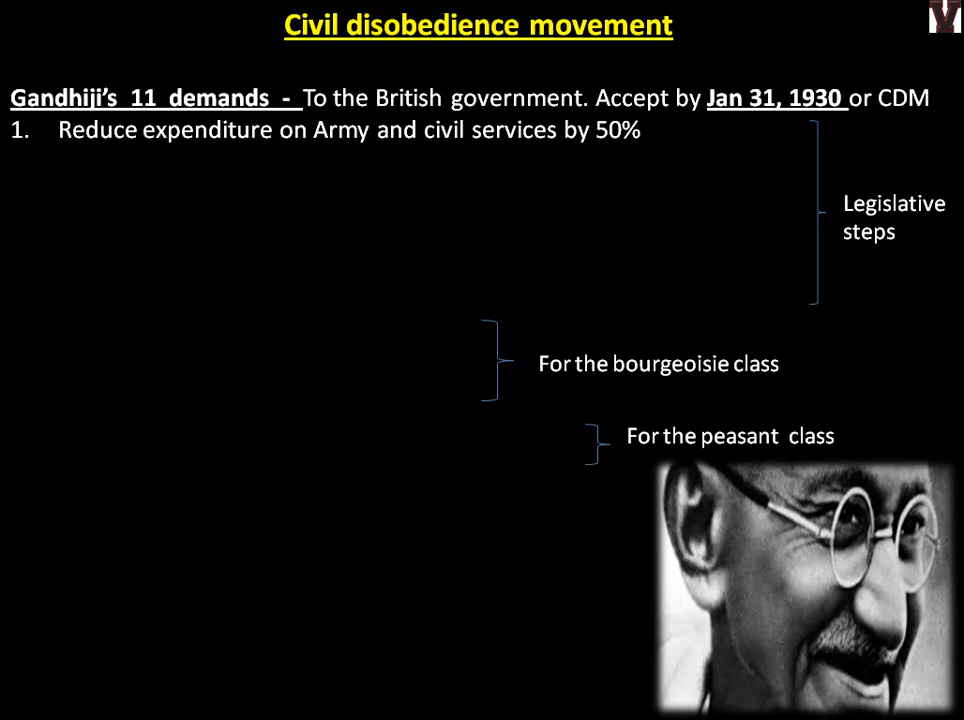 Civil disobedience movement
Gandhiji's 11 demands - To the British government. Accept by Jan 31, 1930 or CDM
1. Reduce expenditure on Army and civil services by 50%
Legislative
steps
For the bourgeoisie class
For the peasant class